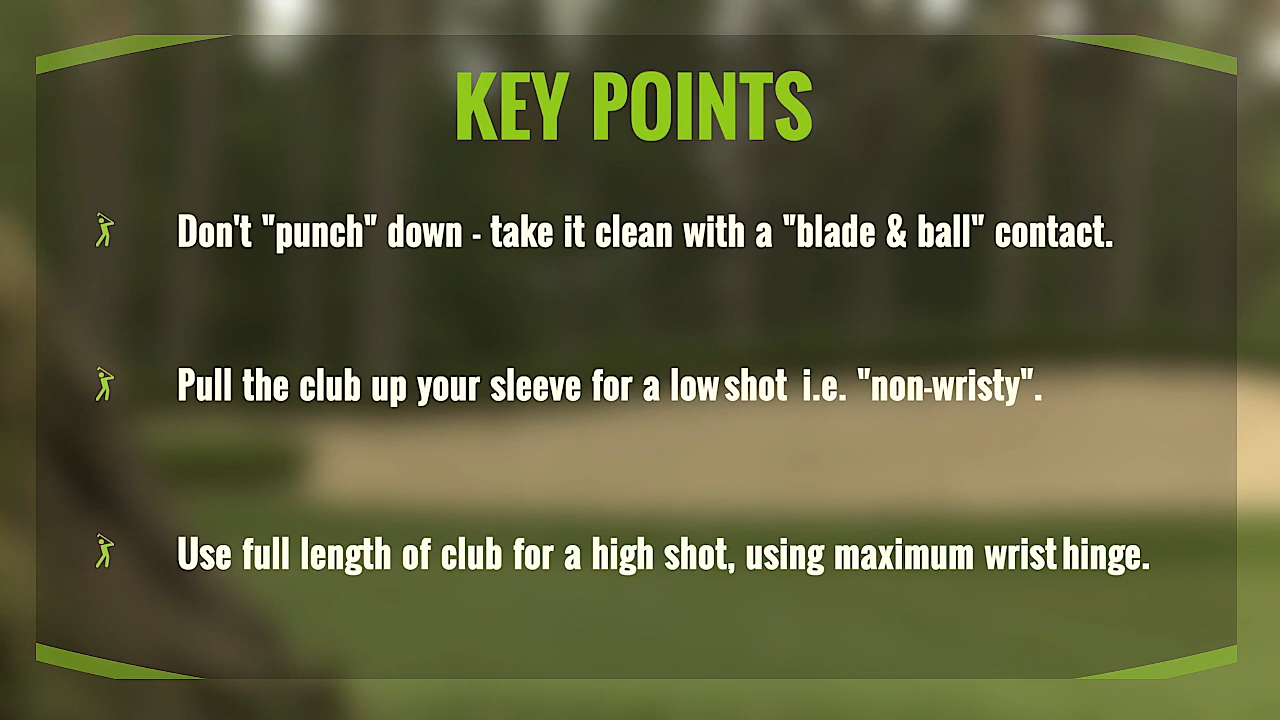 KEY POINTS
Don't "punch" down - take it clean with a "blade & ball" contact.
Pull the club up your sleeve for a low shot i.e. "non-wristy".
Use full length of club for a high shot, using maximum wrist hinge.